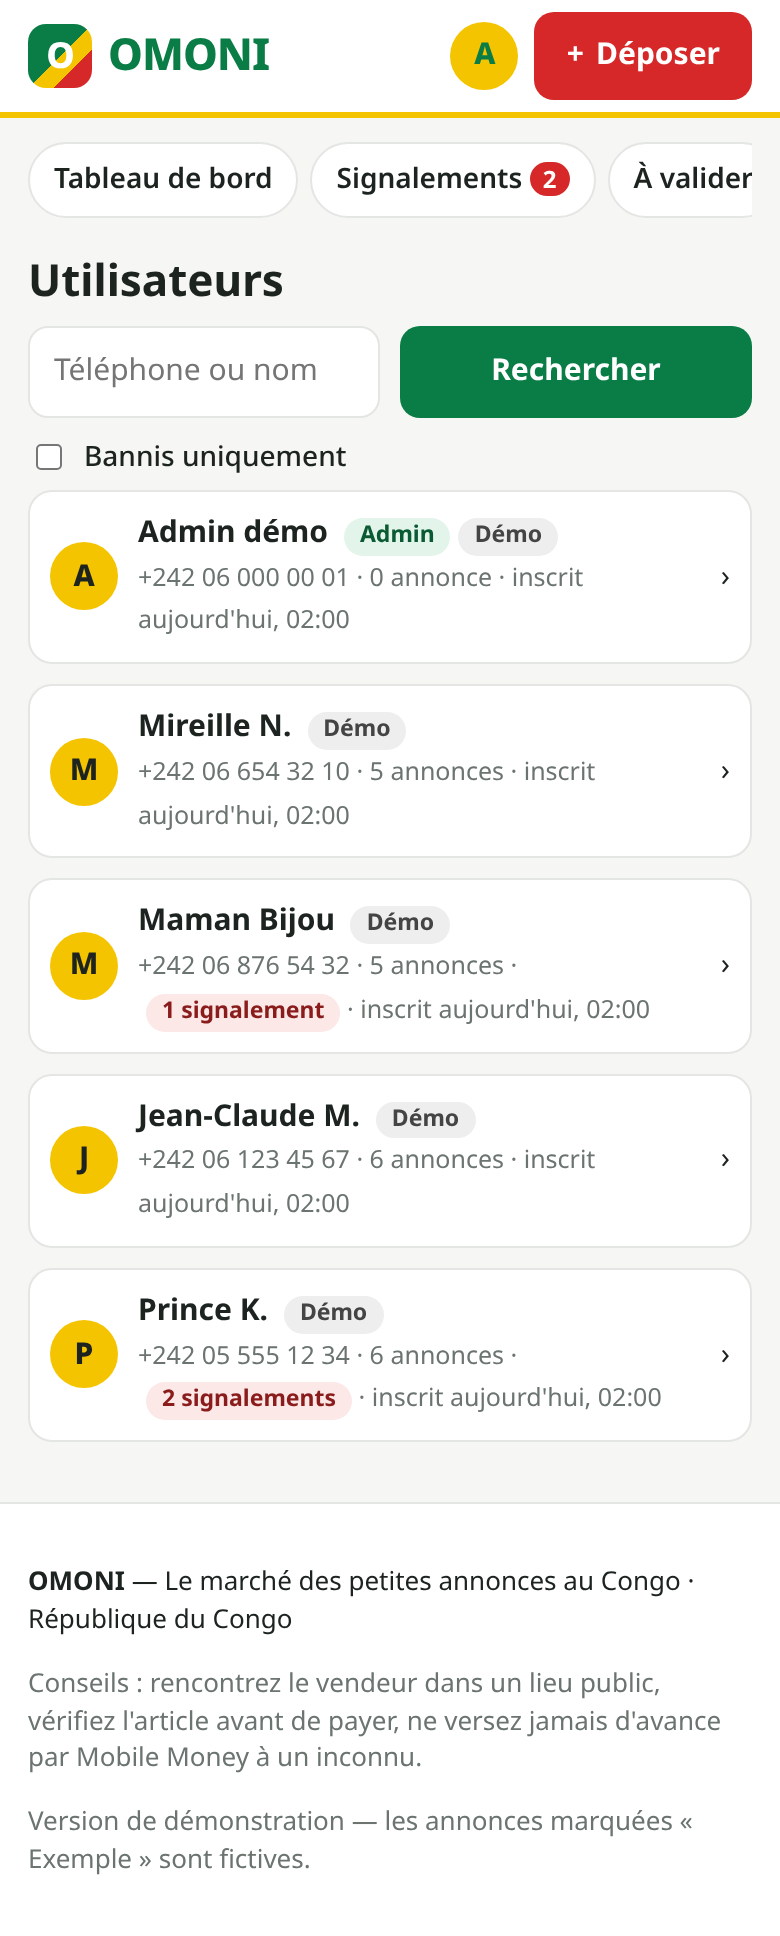 O OMONI
A
+ Déposer
Tableau de bord
Signalements 2
À valider
Utilisateurs
Téléphone ou nom
Rechercher
Bannis uniquement
A
Admin démo Admin Démo
+242 06 000 00 01 · 0 annonce · inscrit
aujourd'hui, 02:00
›
M
Mireille N. Démo
+242 06 654 32 10 · 5 annonces · inscrit
aujourd'hui, 02:00
›
M
Maman Bijou Démo
+242 06 876 54 32 · 5 annonces ·
1 signalement · inscrit aujourd'hui, 02:00
›
J
Jean-Claude M. Démo
+242 06 123 45 67 · 6 annonces · inscrit
aujourd'hui, 02:00
›
P
Prince K. Démo
+242 05 555 12 34 · 6 annonces ·
2 signalements · inscrit aujourd'hui, 02:00
›
OMONI — Le marché des petites annonces au Congo ·
République du Congo
Conseils : rencontrez le vendeur dans un lieu public,
vérifiez l'article avant de payer, ne versez jamais d'avance
par Mobile Money à un inconnu.
Version de démonstration — les annonces marquées «
Exemple » sont fictives.